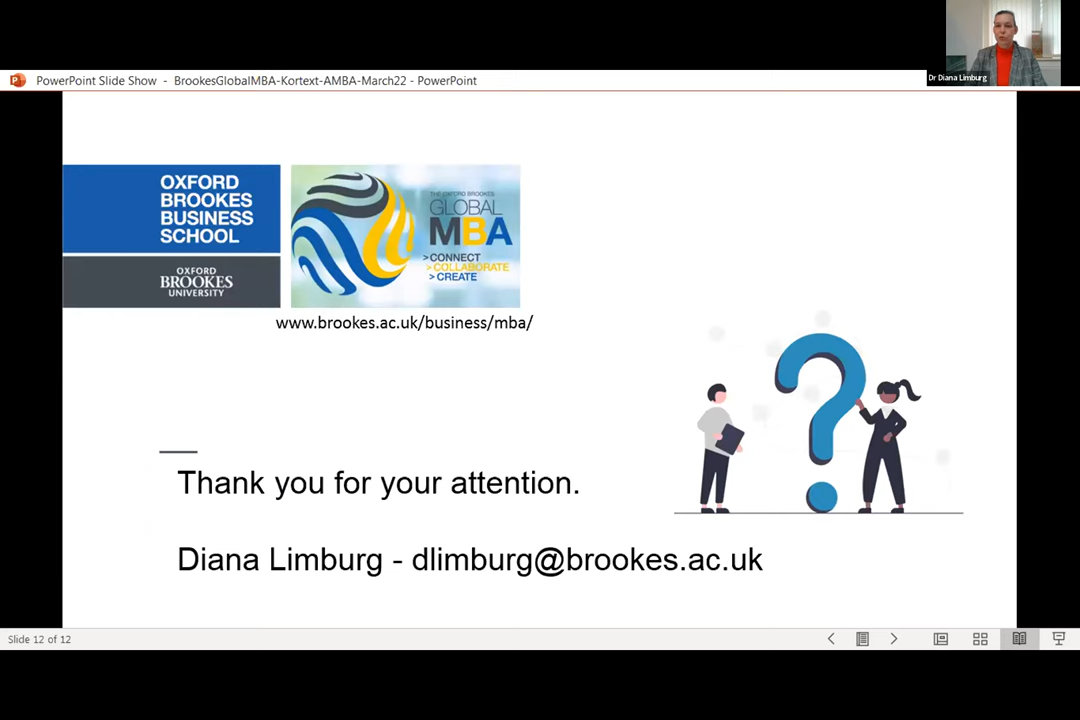 Dr Diana Limburg
PowerPoint Slide Show - BrookesGlobalMBA-Kortext-AMBA-March22 - PowerPoint
OXFORD
BROOKES
BUSINESS
SCHOOL
OXFORD
BROOKES
UNIVERSITY
THE OXFORD BROOKES
GLOBAL
MBA
>CONNECT
>COLLABORATE
>CREATE
www.brookes.ac.uk/business/mba/
Thank you for your attention.
Diana Limburg - dlimburg@brookes.ac.uk
Slide 12 of 12